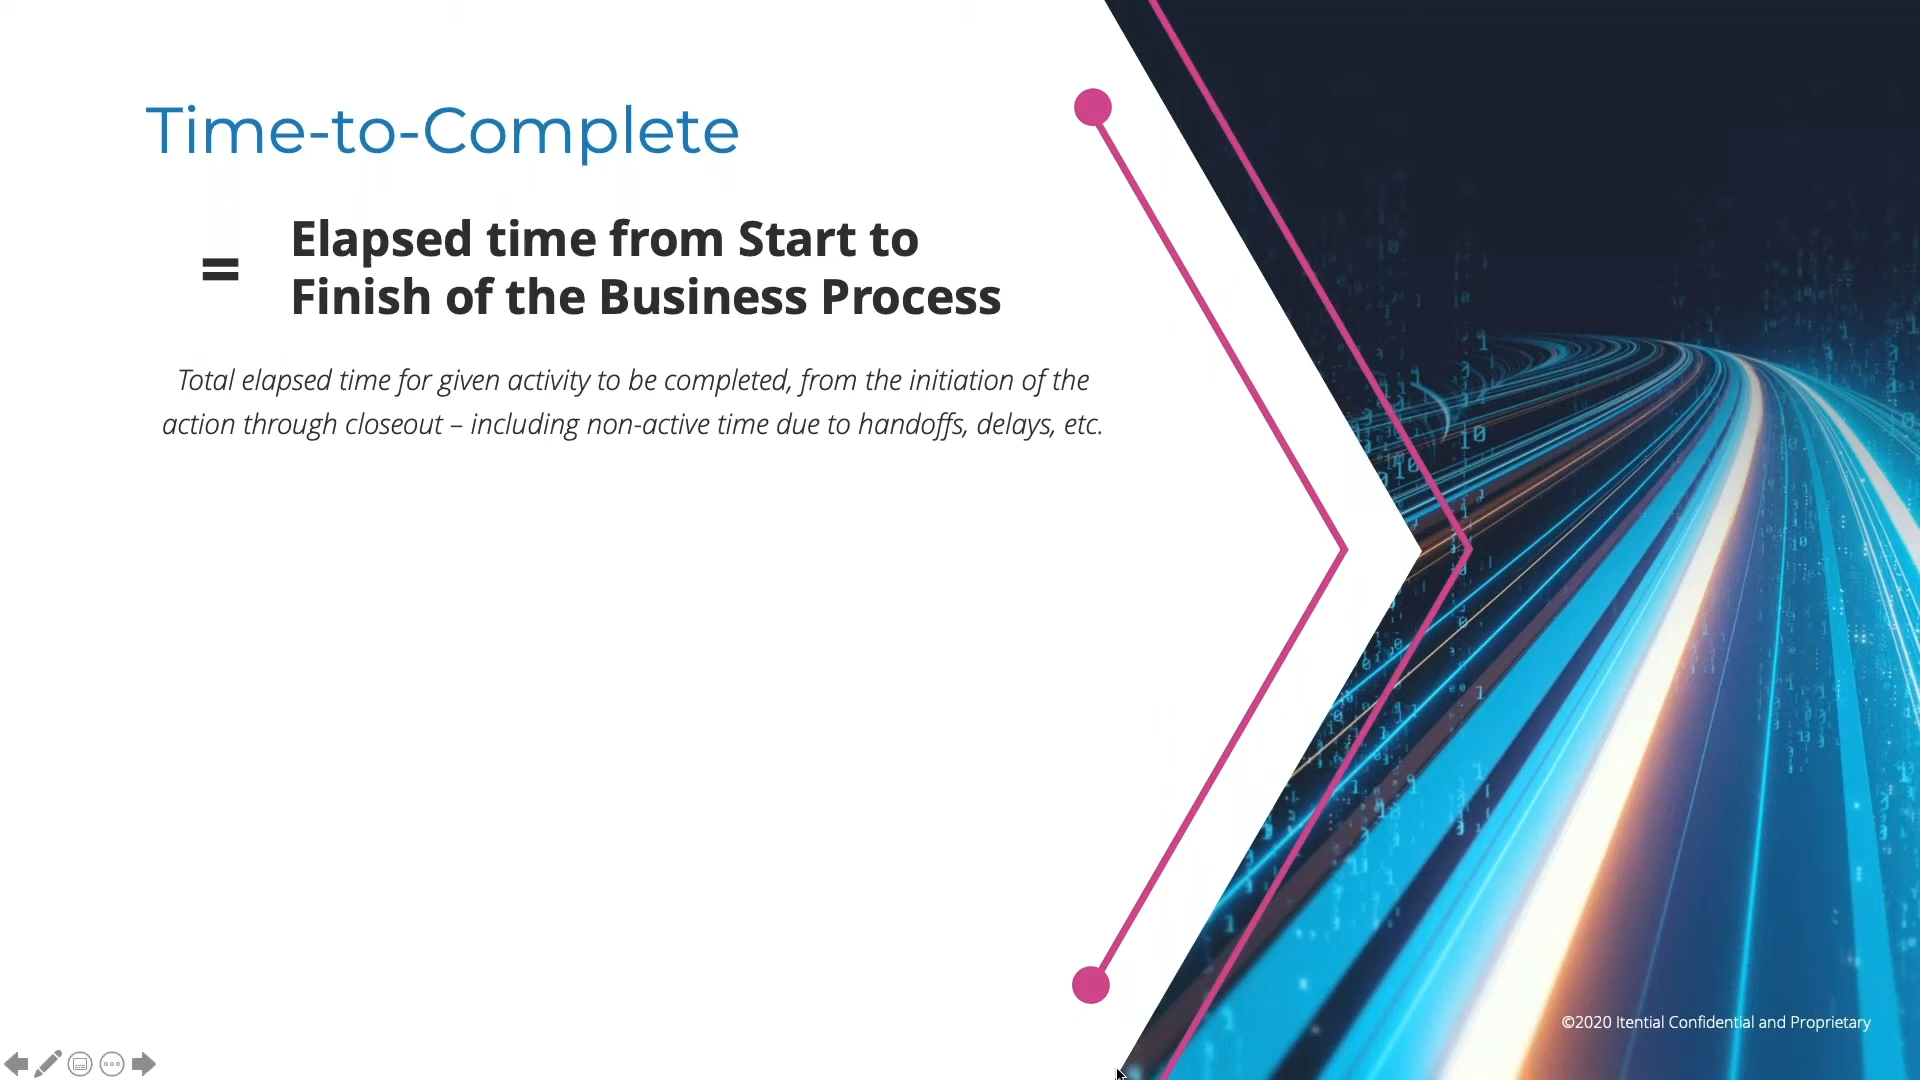 Time-to-Complete
= Elapsed time from Start to
Finish of the Business Process
Total elapsed time for given activity to be completed, from the initiation of the
action through closeout – including non-active time due to handoffs, delays, etc.
©2020 Itential Confidential and Proprietary